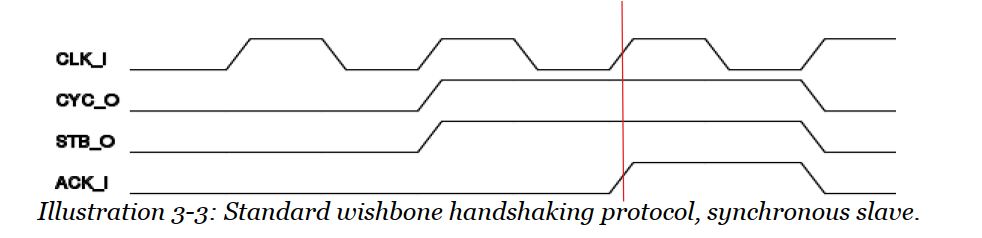 CLK_I
CYC_O
STB_O
ACK_I
Illustration 3-3: Standard wishbone handshaking protocol, synchronous slave.